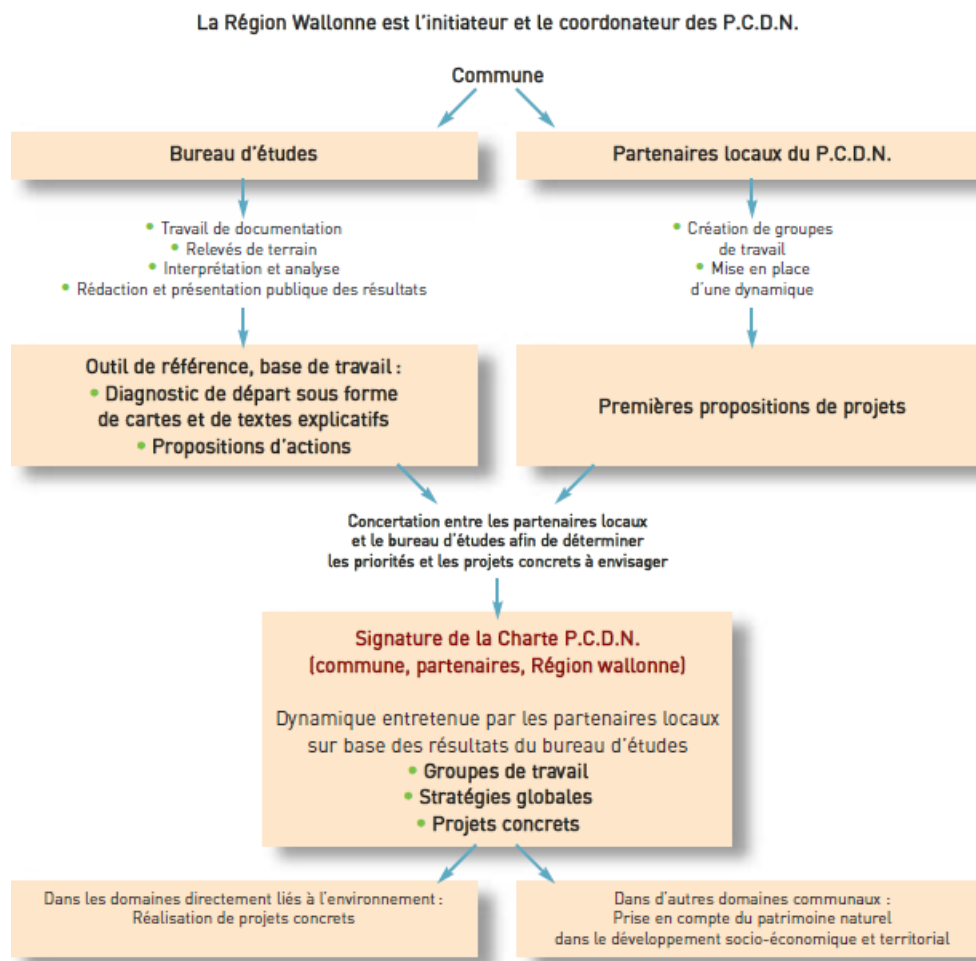 La Région Wallonne est l'initiateur et le coordonateur des P.C.D.N.
Commune
Bureau d'études
Partenaires locaux du P.C.D.N.
• Travail de documentation
• Relevés de terrain
• Interprétation et analyse
• Rédaction et présentation publique des résultats
• Création de groupes
de travail
• Mise en place
d'une dynamique
Outil de référence, base de travail :
• Diagnostic de départ sous forme
de cartes et de textes explicatifs
• Propositions d'actions
Premières propositions de projets
Concertation entre les partenaires locaux
et le bureau d'études afin de déterminer
les priorités et les projets concrets à envisager
Signature de la Charte P.C.D.N.
(commune, partenaires, Région wallonne)
Dynamique entretenue par les partenaires locaux
sur base des résultats du bureau d'études
• Groupes de travail
• Stratégies globales
• Projets concrets
Dans les domaines directement liés à l'environnement :
Réalisation de projets concrets
Dans d'autres domaines communaux :
Prise en compte du patrimoine naturel
dans le développement socio-économique et territorial